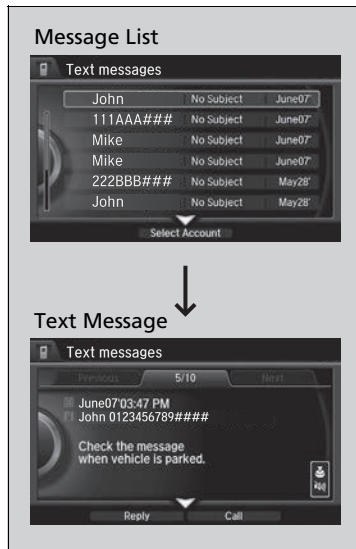 Message List
Text messages
John No Subject June07'
111AAA### No Subject June07'
Mike No Subject June07'
Mike No Subject June07'
222BBB### No Subject May28'
John No Subject May28'
Select Account
Text Message
Text messages
Previous 5/10 Next
June07'03:47 PM
John 0123456789####
Check the message
when vehicle is parked.
Reply Call